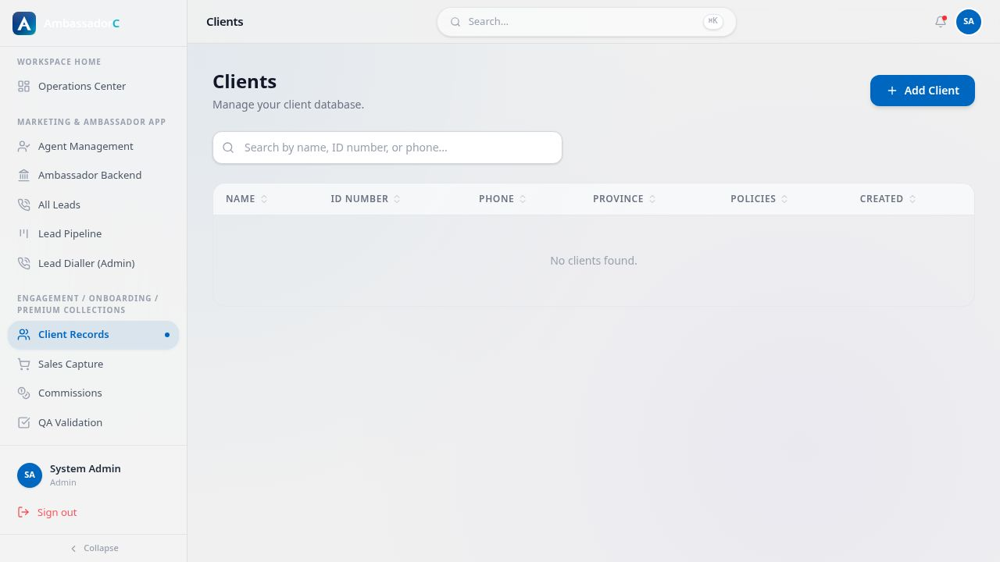 AmbassadorC
WORKSPACE HOME
Operations Center
MARKETING & AMBASSADOR APP
Agent Management
Ambassador Backend
All Leads
Lead Pipeline
Lead Dialler (Admin)
ENGAGEMENT / ONBOARDING /
PREMIUM COLLECTIONS
Client Records
Sales Capture
Commissions
QA Validation
SA
System Admin
Admin
Sign out
Collapse
Clients
Search...
⌘K
SA
Clients
Manage your client database.
Add Client
Search by name, ID number, or phone...
NAME ID NUMBER PHONE PROVINCE POLICIES CREATED
No clients found.